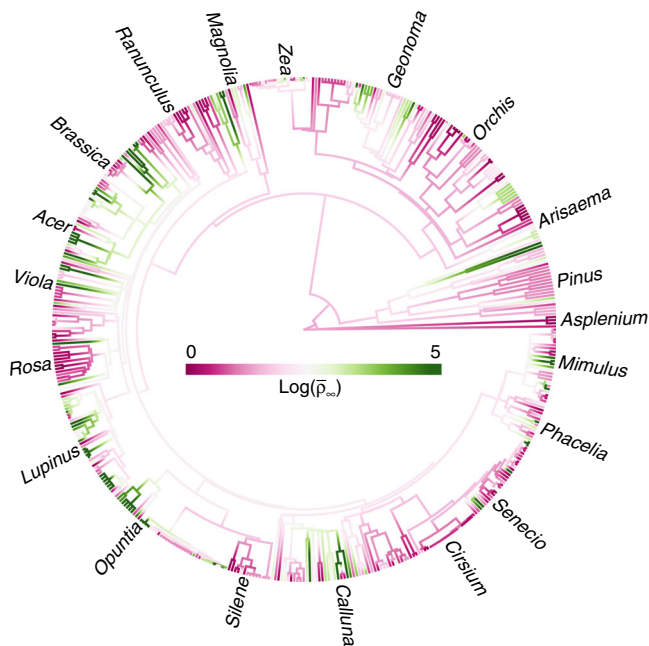 Zea
Geonoma
Orchis
Arisaema
Pinus
Asplenium
Mimulus
Phacelia
Senecio
Cirsium
Calluna
Silene
Opuntia
Lupinus
Rosa
Viola
Acer
Brassica
Ranunculus
Magnolia
0 5
Log(ρ̅∞)